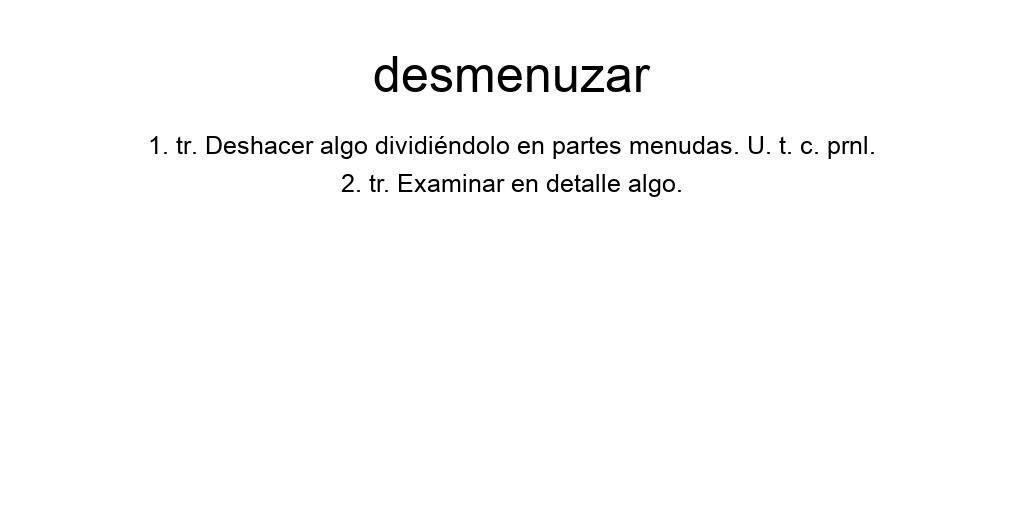 desmenuzar
1. tr. Deshacer algo dividiéndolo en partes menudas. U. t. c. prnl.
2. tr. Examinar en detalle algo.